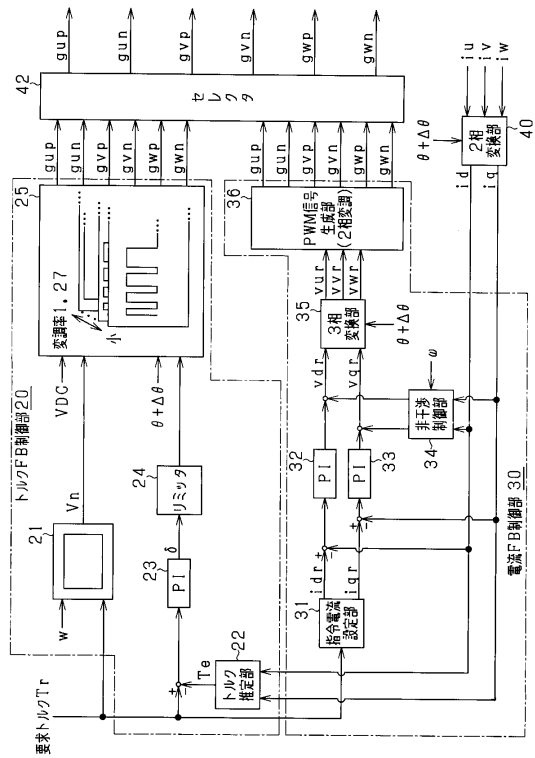 要求トルクTr
トルクFB制御部 20
w
21
Vn
VDC
変調率1.27
小
25
θ+Δθ
23
PI
δ
24
リミッタ
+
-
Te
22
トルク
推定部
gup
gun
gvp
gvn
gwp
gwn
42
セレクタ
gup
gun
gvp
gvn
gwp
gwn
gup
gun
gvp
gvn
gwp
gwn
36
PWM信号
生成部
(2相変調)
vur
vvr
vwr
35
3相
変換部
θ+Δθ
vdr
vqr
32
PI
33
PI
34
非干渉
制御部
ω
31
指令電流
設定部
idr
iqr
+
-
+
-
電流FB制御部 30
id
iq
θ+Δθ
2相
変換部
40
iu
iv
iw